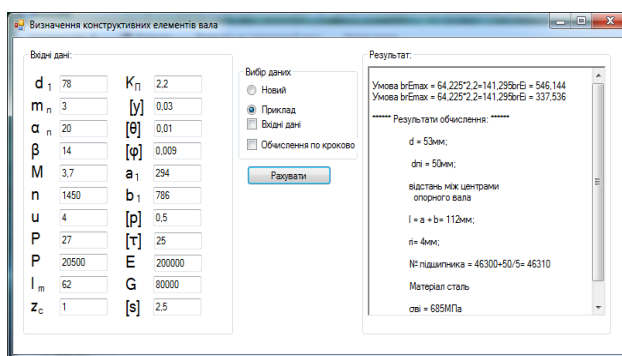 Визначення конструктивних елементів вала
Вхідні дані:
d 1 78 K П 2,2
m n 3 [y] 0,03
α n 20 [θ] 0,01
β 14 [φ] 0,009
M 3,7 a 1 294
n 1450 b 1 786
u 4 [p] 0,5
P 27 [τ] 25
P 20500 E 200000
l m 62 G 80000
z c 1 [s] 2,5
Вибір даних
Новий
Приклад
Вхідні дані
Обчислення по кроково
Рахувати
Результат:
Умова brEmax = 64,225*2,2=141,295brEi = 546,144
Умова brEmax = 64,225*2,2=141,295brEi = 337,536
****** Результати обчислення: ******
d = 53мм;
dni = 50мм;
відстань між центрами
опорного вала
l = a + b= 112мм;
ri= 4мм;
№ підшипника = 46300+50/5= 46310
Матеріал сталь
σві = 685МПа